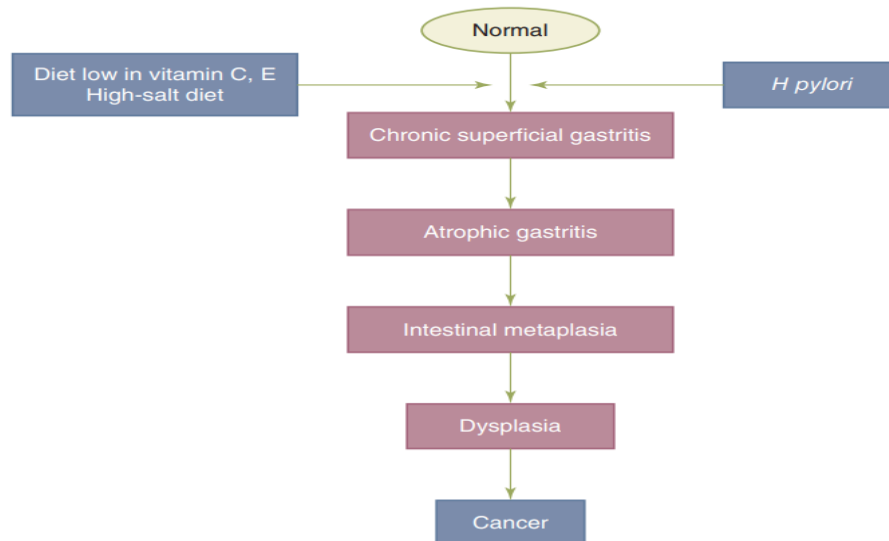 Normal
Diet low in vitamin C, E
High-salt diet
H pylori
Chronic superficial gastritis
Atrophic gastritis
Intestinal metaplasia
Dysplasia
Cancer